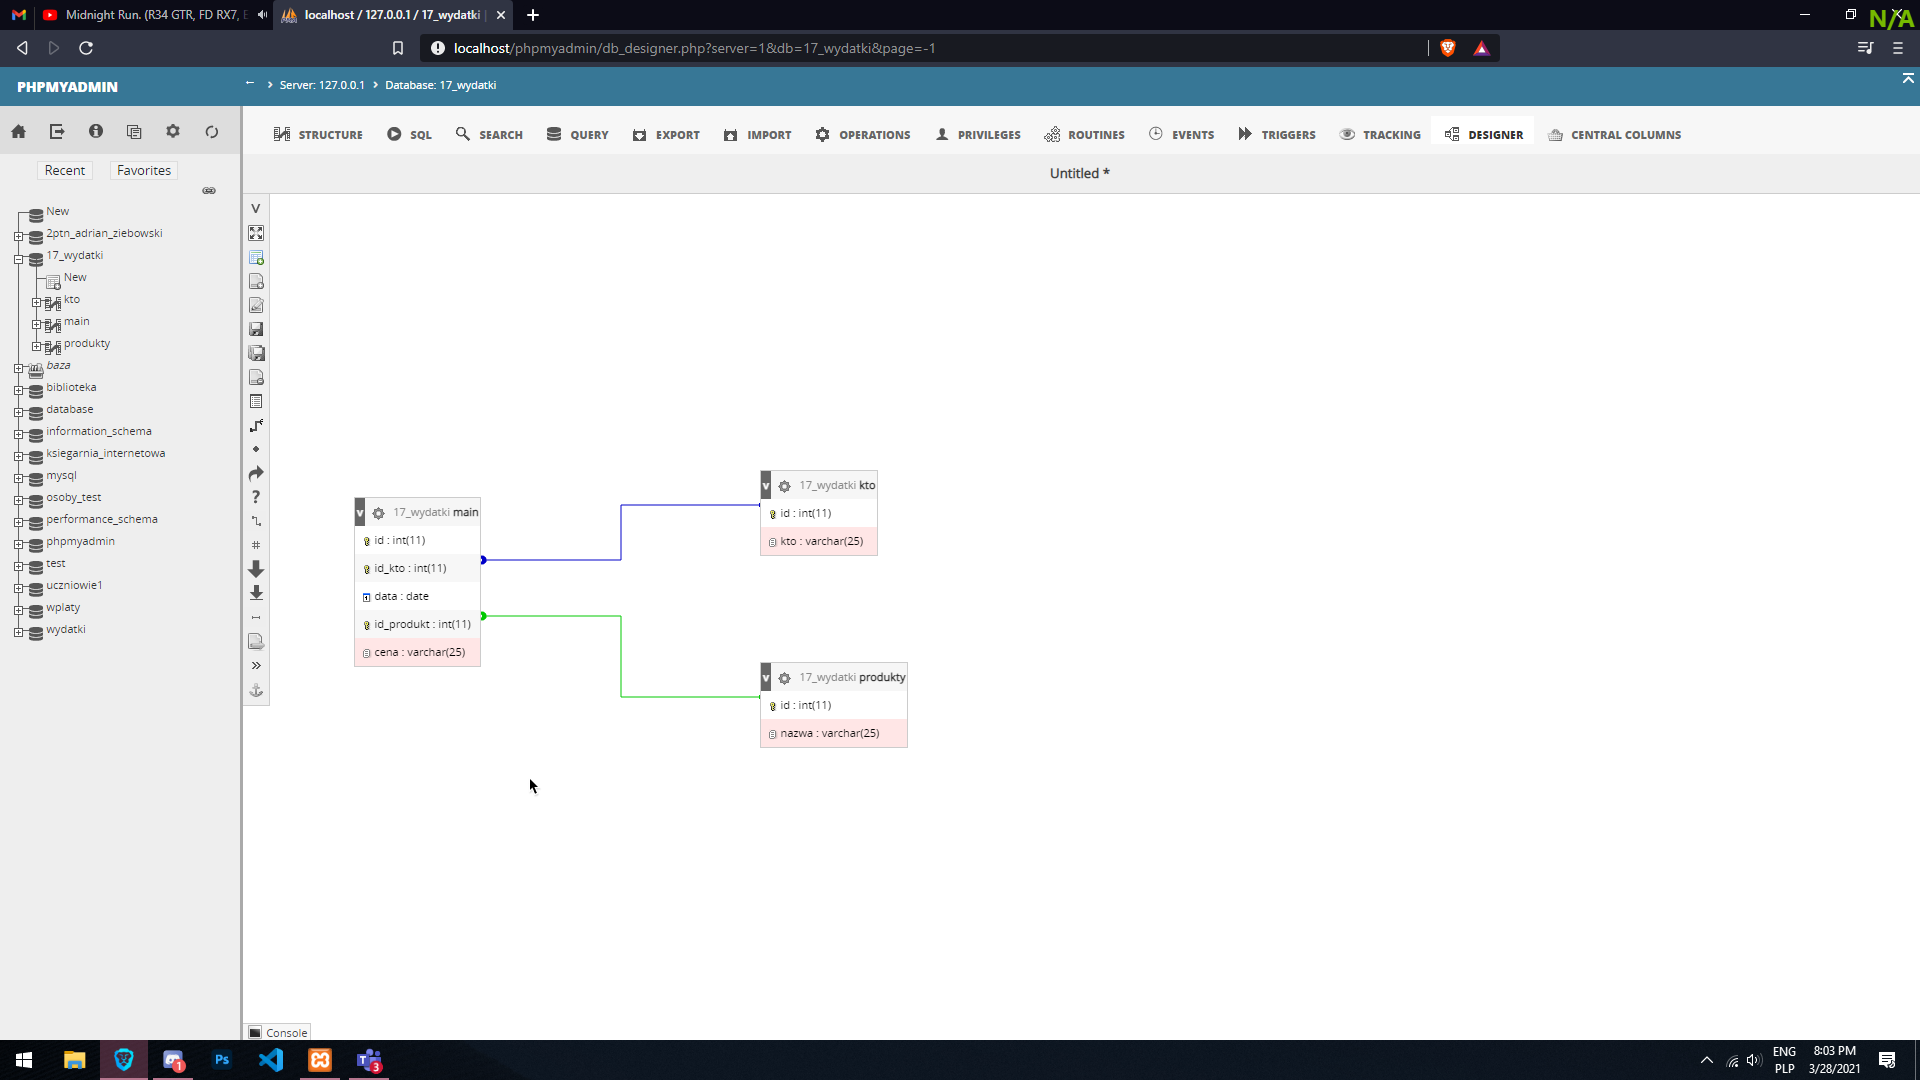 Midnight Run. (R34 GTR, FD RX7,
localhost / 127.0.0.1 / 17_wydatki
N/A
localhost/phpmyadmin/db_designer.php?server=1&db=17_wydatki&page=-1
PHPMYADMIN
Server: 127.0.0.1
Database: 17_wydatki
STRUCTURE
SQL
SEARCH
QUERY
EXPORT
IMPORT
OPERATIONS
PRIVILEGES
ROUTINES
EVENTS
TRIGGERS
TRACKING
DESIGNER
CENTRAL COLUMNS
Recent
Favorites
Untitled *
New
2ptn_adrian_ziebowski
17_wydatki
New
kto
main
produkty
baza
biblioteka
database
information_schema
ksiegarnia_internetowa
mysql
osoby_test
performance_schema
phpmyadmin
test
uczniowie1
wplaty
wydatki
V
?
#
v 17_wydatki main
id : int(11)
id_kto : int(11)
data : date
id_produkt : int(11)
cena : varchar(25)
v 17_wydatki kto
id : int(11)
kto : varchar(25)
v 17_wydatki produkty
id : int(11)
nazwa : varchar(25)
Console
1
Ps
T
3
ENG
PLP
8:03 PM
3/28/2021